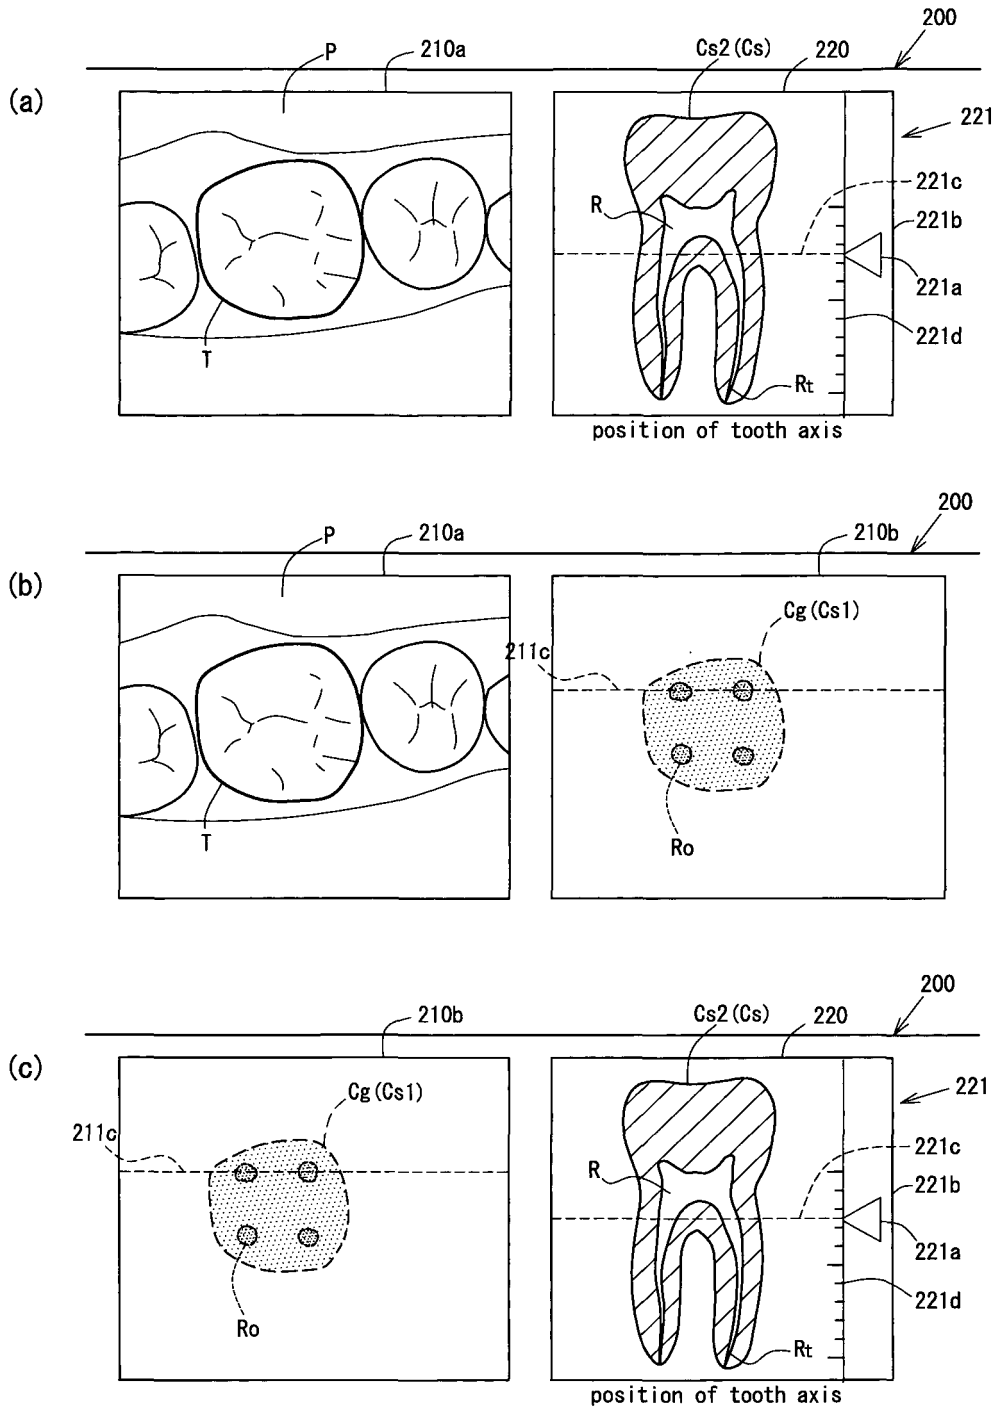 200
P
210a
Cs2(Cs)
220
(a)
221
221c
R
221b
221a
221d
T
Rt
position of tooth axis
200
P
210a
210b
(b)
Cg(Cs1)
211c
T
Ro
200
210b
Cs2(Cs)
220
(c)
221
Cg(Cs1)
211c
221c
R
221b
221a
221d
Ro
Rt
position of tooth axis